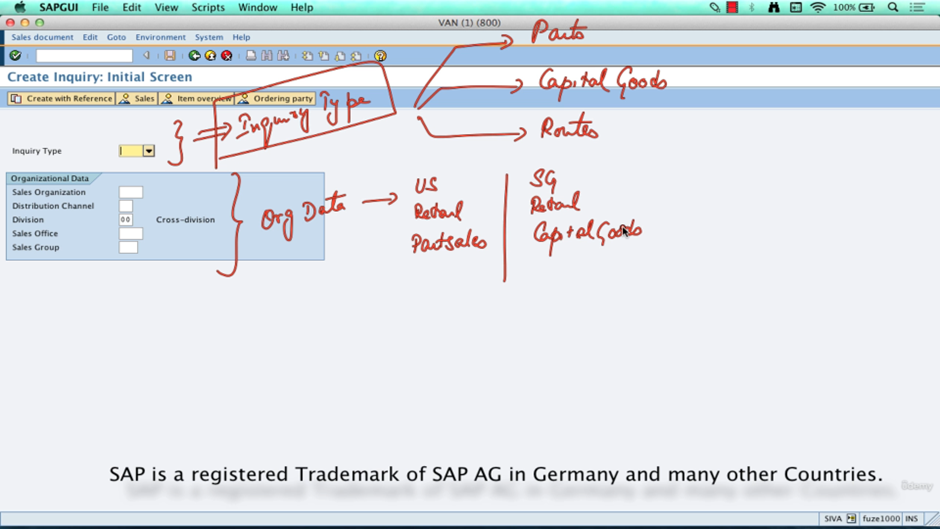 SAPGUI File Edit View Scripts Window Help 100%
VAN (1) (800)
Sales document Edit Goto Environment System Help
Create Inquiry: Initial Screen
Create with Reference Sales Item overview Ordering party
Inquiry Type
Parts
Capital Goods
Routes
Inquiry Type
Organizational Data
Sales Organization
Distribution Channel
Division 00 Cross-division
Sales Office
Sales Group
Org Data
US
Retail
Partsales
SG
Retail
Capital Goods
SAP is a registered Trademark of SAP AG in Germany and many other Countries.
Udemy
SIVA fuze1000 INS